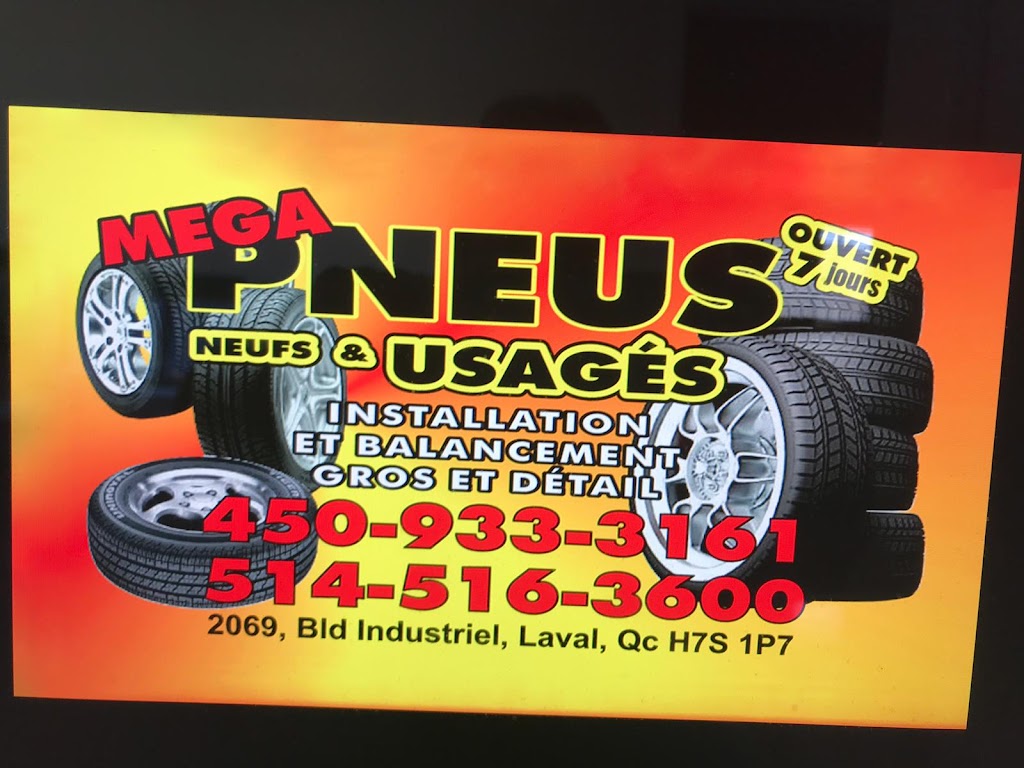 MEGA
PNEUS
OUVERT
7 jours
NEUFS & USAGÉS
INSTALLATION
ET BALANCEMENT
GROS ET DÉTAIL
450-933-3161
514-516-3600
2069, Bld Industriel, Laval, Qc H7S 1P7